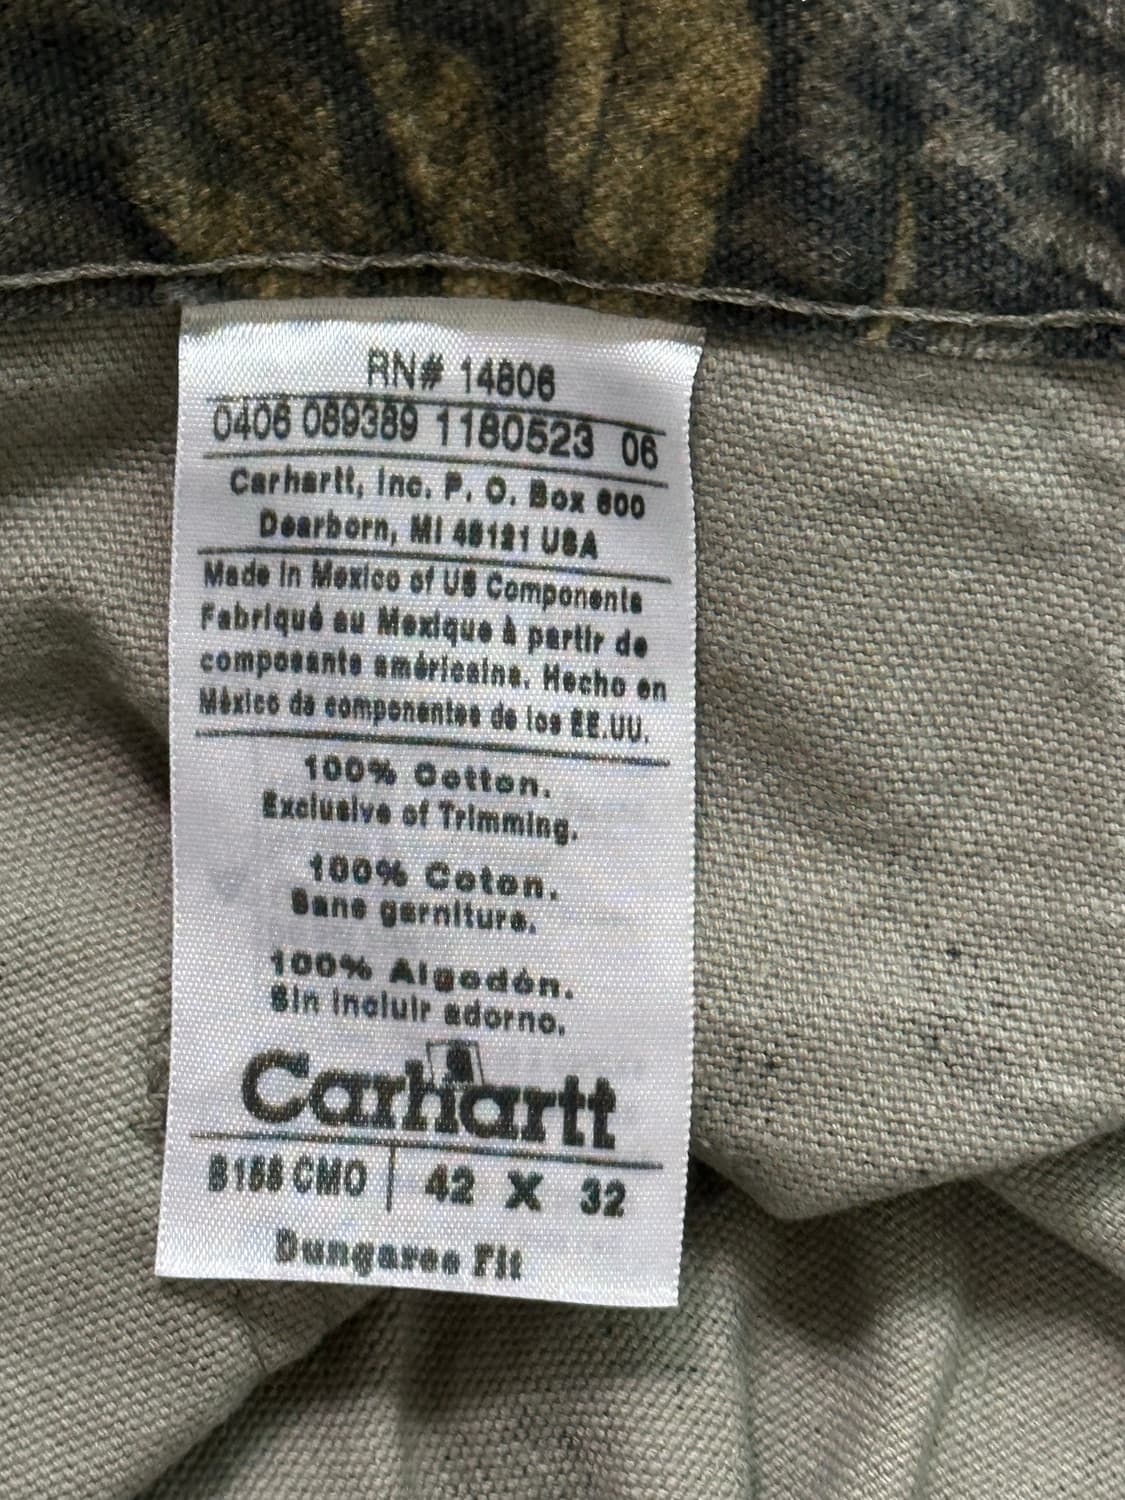 RN# 14806
0406 089389 1180523 06
Carhartt, Inc. P. O. Box 600
Dearborn, MI 48121 USA
Made In Mexico of US Components
Fabriqué au Mexique à partir de
composants américains. Hecho en
México da componentes de los EE.UU.
100% Cotton.
Exclusive of Trimming.
100% Coton.
Sans garniture.
100% Algodón.
Sin incluir adorno.
Carhartt
CMO | 42 X 32
Dungaree Fit